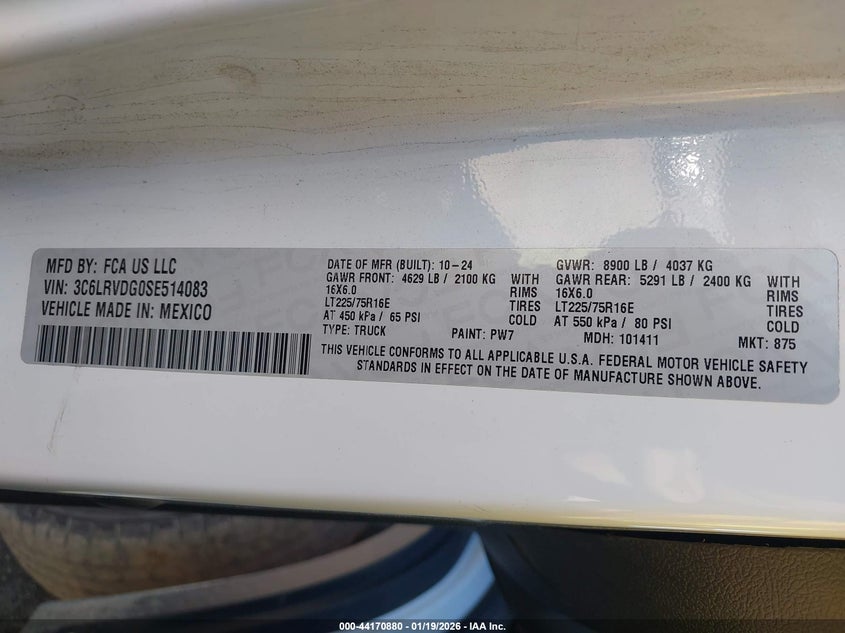 MFD BY: FCA US LLC
VIN: 3C6LRVDG0SE514083
VEHICLE MADE IN: MEXICO
DATE OF MFR (BUILT): 10-24
GAWR FRONT: 4629 LB / 2100 KG
16X6.0 RIMS
LT225/75R16E TIRES
AT 450 kPa / 65 PSI COLD
TYPE: TRUCK PAINT: PW7
GVWR: 8900 LB / 4037 KG
GAWR REAR: 5291 LB / 2400 KG
16X6.0 RIMS
LT225/75R16E TIRES
AT 550 kPa / 80 PSI COLD
MDH: 101411 MKT: 875
THIS VEHICLE CONFORMS TO ALL APPLICABLE U.S.A. FEDERAL MOTOR VEHICLE SAFETY
STANDARDS IN EFFECT ON THE DATE OF MANUFACTURE SHOWN ABOVE.
000-44170880 - 01/19/2026 - IAA Inc.